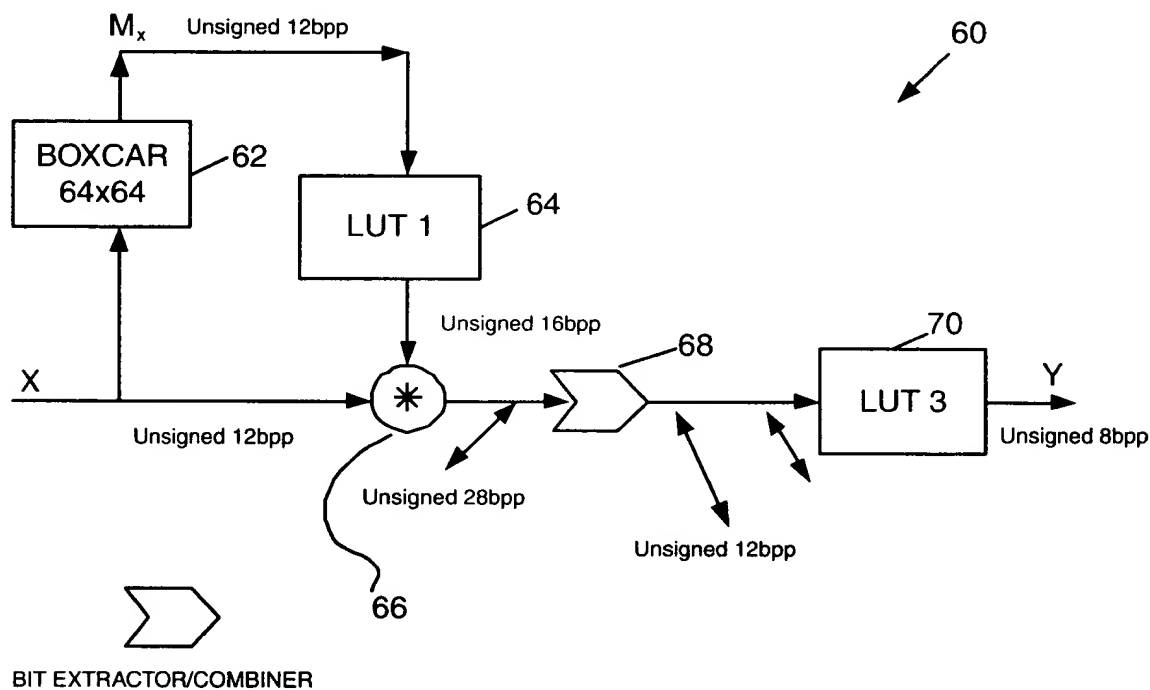 Mx
Unsigned 12bpp
60
BOXCAR
64x64
62
LUT 1
64
Unsigned 16bpp
X
*
68
70
LUT 3
Y
Unsigned 12bpp
Unsigned 8bpp
Unsigned 28bpp
Unsigned 12bpp
66
BIT EXTRACTOR/COMBINER